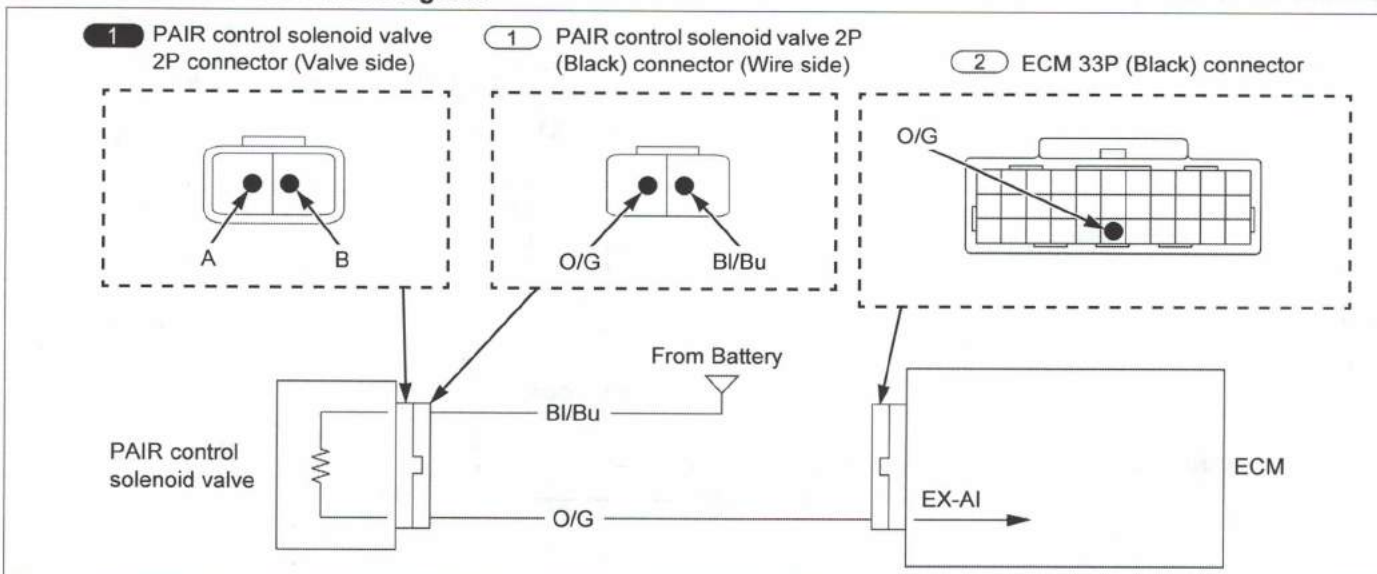 1 PAIR control solenoid valve
2P connector (Valve side)
1 PAIR control solenoid valve 2P
(Black) connector (Wire side)
2 ECM 33P (Black) connector
A
B
O/G
Bl/Bu
O/G
From Battery
Bl/Bu
PAIR control
solenoid valve
O/G
EX-AI
ECM